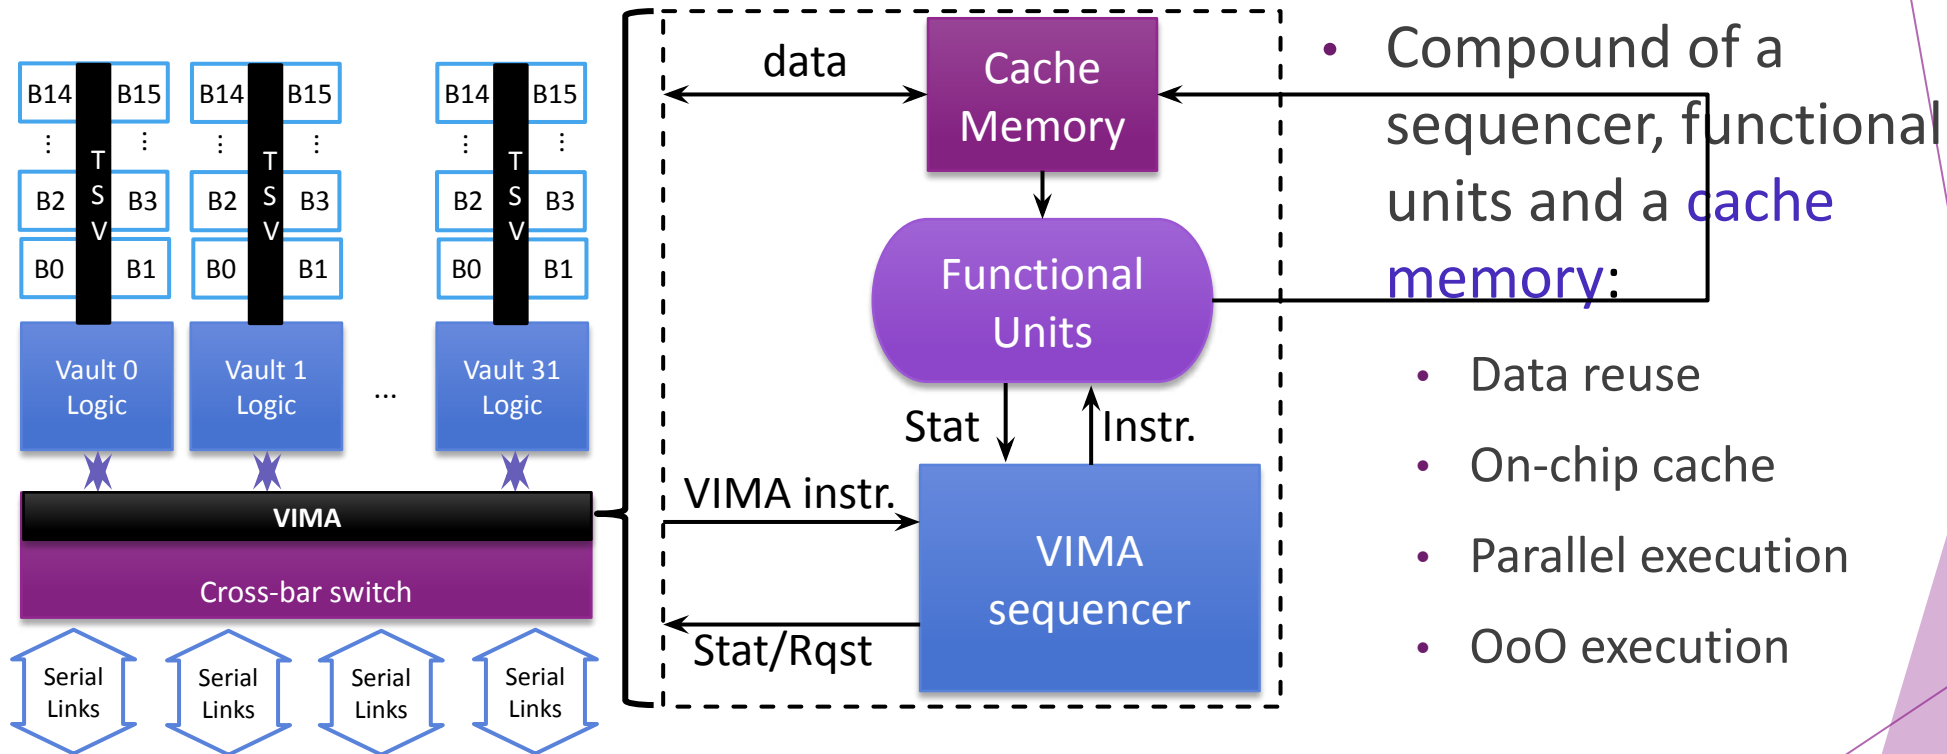 B14 B15 B14 B15 B14 B15
⋮ ⋮ ⋮ ⋮ ⋮ ⋮
B2 B3 B2 B3 B2 B3
B0 B1 B0 B1 B0 B1
T
S
V
T
S
V
T
S
V
Vault 0
Logic
Vault 1
Logic
...
Vault 31
Logic
VIMA
Cross-bar switch
Serial
Links
Serial
Links
Serial
Links
Serial
Links
data
Cache
Memory
Functional
Units
Stat
Instr.
VIMA instr.
VIMA
sequencer
Stat/Rqst
• Compound of a
sequencer, functional
units and a cache
memory:
• Data reuse
• On-chip cache
• Parallel execution
• OoO execution